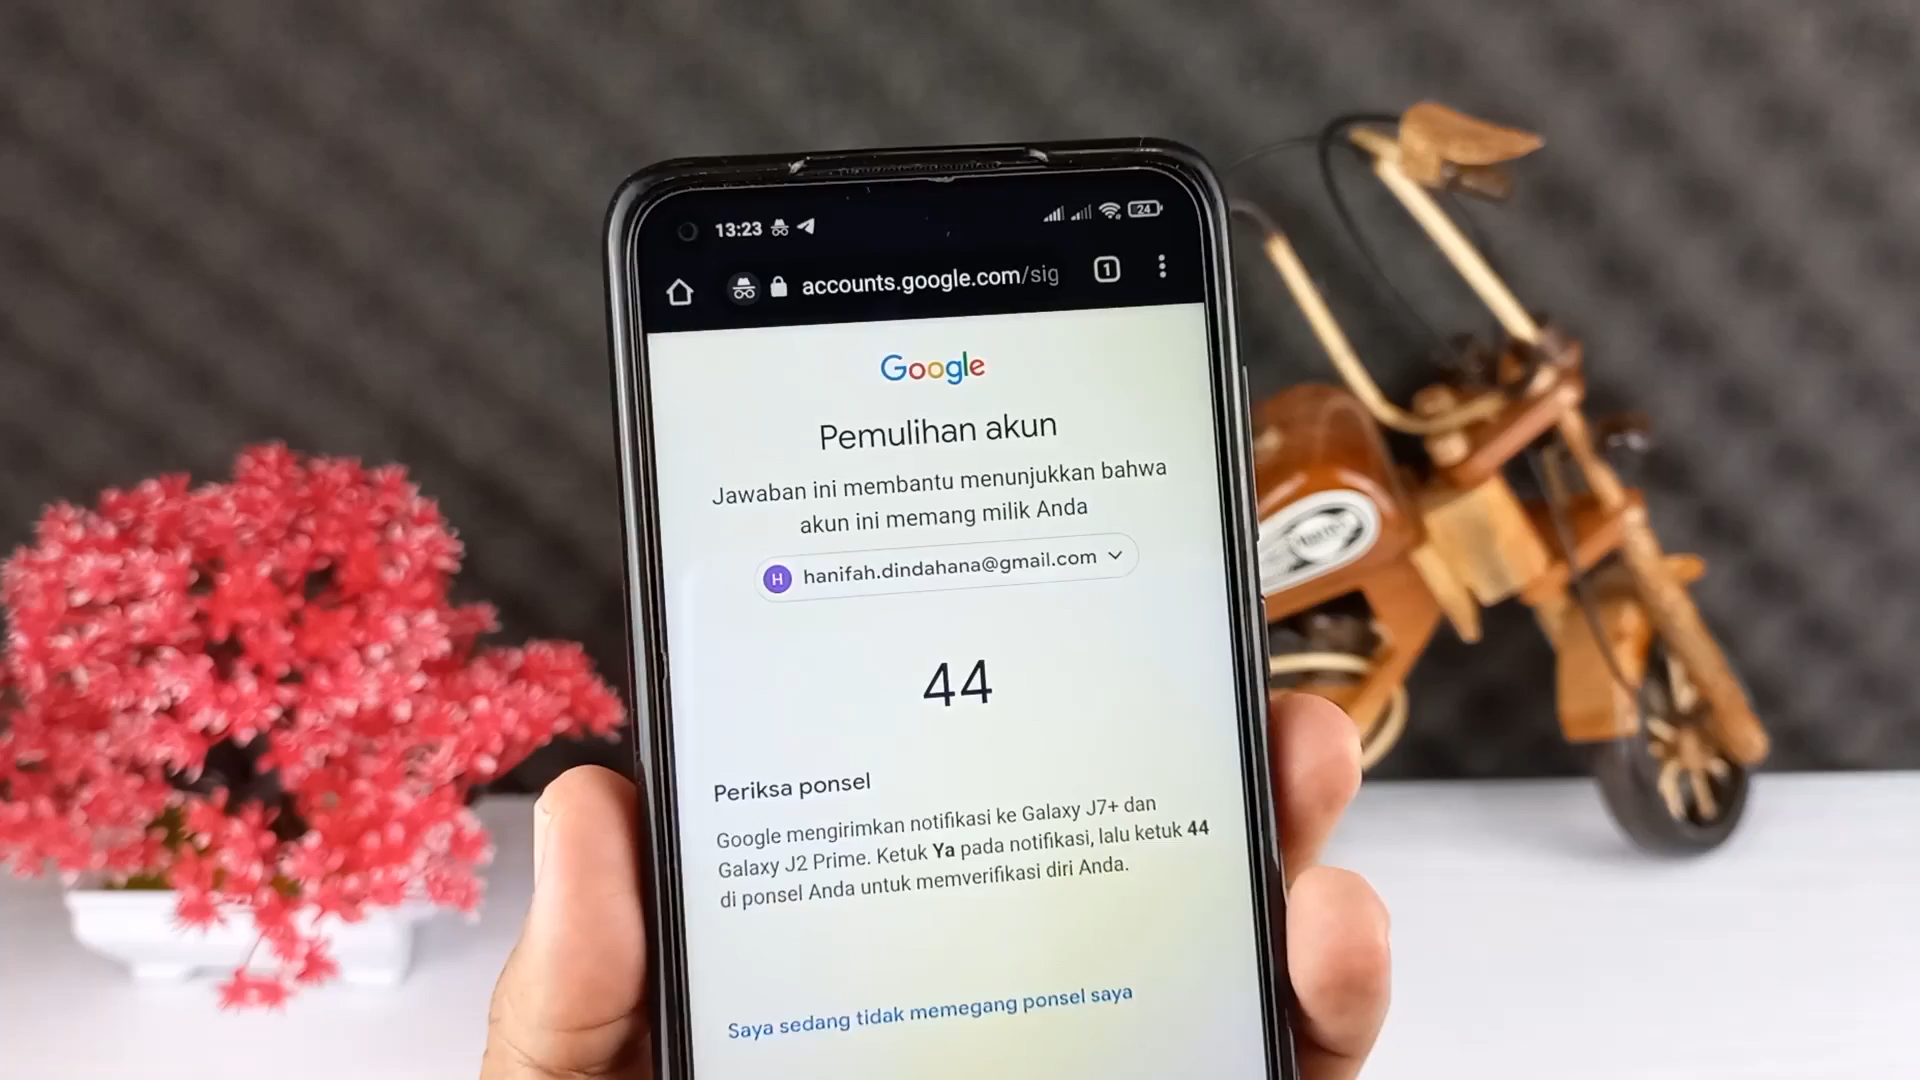 13:23
24
accounts.google.com/sig
1
Google
Pemulihan akun
Jawaban ini membantu menunjukkan bahwa
akun ini memang milik Anda
H hanifah.dindahana@gmail.com
44
Periksa ponsel
Google mengirimkan notifikasi ke Galaxy J7+ dan
Galaxy J2 Prime. Ketuk Ya pada notifikasi, lalu ketuk 44
di ponsel Anda untuk memverifikasi diri Anda.
Saya sedang tidak memegang ponsel saya